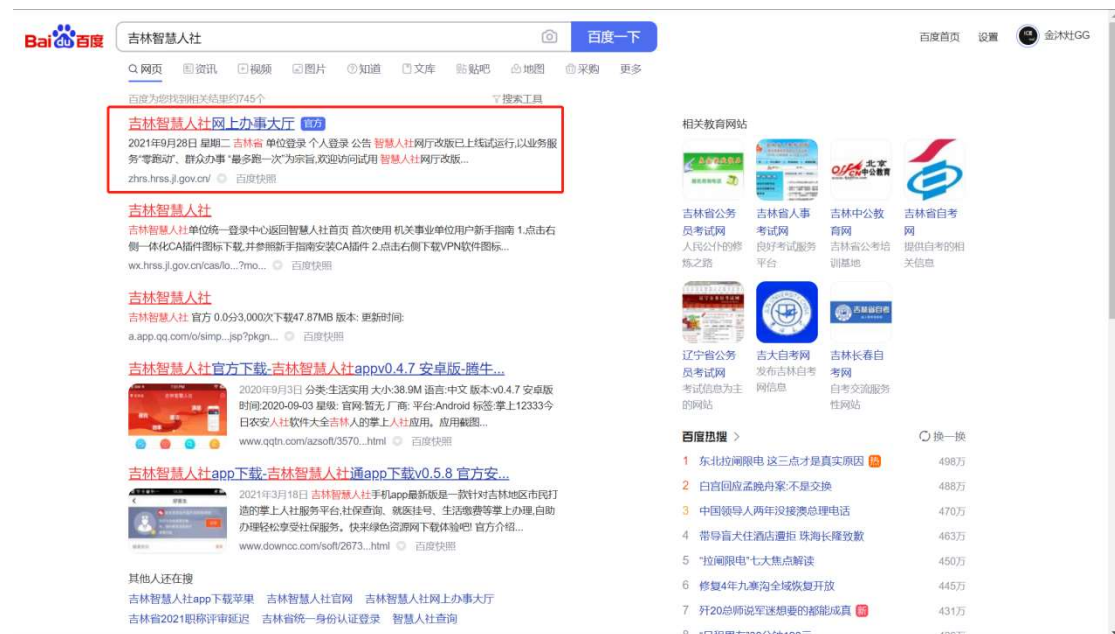 Bai du 百度
吉林智慧人社
百度一下
百度首页 设置 金沐灶GG
网页 资讯 视频 图片 知道 文库 贴吧 地图 采购 更多
百度为您找到相关结果约745个
搜索工具
吉林智慧人社网上办事大厅 官方
2021年9月28日 星期二 吉林省 单位登录 个人登录 公告 智慧人社网厅改版已上线试运行,以业务服
务“零跑动”、群众办事 “最多跑一次”为宗旨,欢迎访问试用 智慧人社网厅改版...
zhrs.hrss.jl.gov.cn/ 百度快照
吉林智慧人社
吉林智慧人社单位统一登录中心返回智慧人社首页 首次使用 机关事业单位用户新手指南 1.点击右
侧一体化CA插件图标下载,并参照新手指南安装CA插件 2.点击右侧下载VPN软件图标...
wx.hrss.jl.gov.cn/cas/lo...?mo... 百度快照
吉林智慧人社
吉林智慧人社 官方 0.0分3,000次下载47.87MB 版本: 更新时间:
a.app.qq.com/o/simp...jsp?pkgn... 百度快照
吉林智慧人社官方下载-吉林智慧人社appv0.4.7 安卓版-腾牛...
2020年9月3日 分类:生活实用 大小:38.9M 语言:中文 版本:v0.4.7 安卓版
时间:2020-09-03 星级: 官网:暂无 厂商: 平台:Android 标签:掌上12333今
日农安人社软件大全吉林人的掌上人社应用。应用截图...
www.qqtn.com/azsoft/3570...html 百度快照
吉林智慧人社app下载-吉林智慧人社通app下载v0.5.8 官方安...
2021年3月18日 吉林智慧人社手机app最新版是一款针对吉林地区市民打
造的掌上人社服务平台,社保查询、就医挂号、生活缴费等掌上办理,自助
办理轻松享受社保服务。快来绿色资源网下载体验吧! 官方介绍...
www.downcc.com/soft/2673...html 百度快照
其他人还在搜
吉林智慧人社app下载苹果 吉林智慧人社官网 吉林智慧人社网上办事大厅
吉林省2021职称评审延迟 吉林省统一身份认证登录 智慧人社查询
相关教育网站
北京
中公教育
吉林省公务 吉林省人事 吉林中公教 吉林省自考
员考试网 考试网 育网 网
人民公仆的修 良好考试服务 吉林省公考培 提供自考的相
炼之路 平台 训基地 关信息
吉林省自考
辽宁省公务 吉大自考网 吉林长春自
员考试网 发布吉林自考 考网
考试信息为主 网信息 自考交流服务
的网站 性网站
百度热搜 > 换一换
1 东北拉闸限电 这三点才是真实原因 热 498万
2 白宫回应孟晚舟案:不是交换 488万
3 中国领导人两年没接澳总理电话 470万
4 带导盲犬住酒店遭拒 珠海长隆致歉 463万
5 “拉闸限电”七大焦点解读 450万
6 修复4年九寨沟全域恢复开放 445万
7 歼20总师说军迷想要的都能成真 新 431万